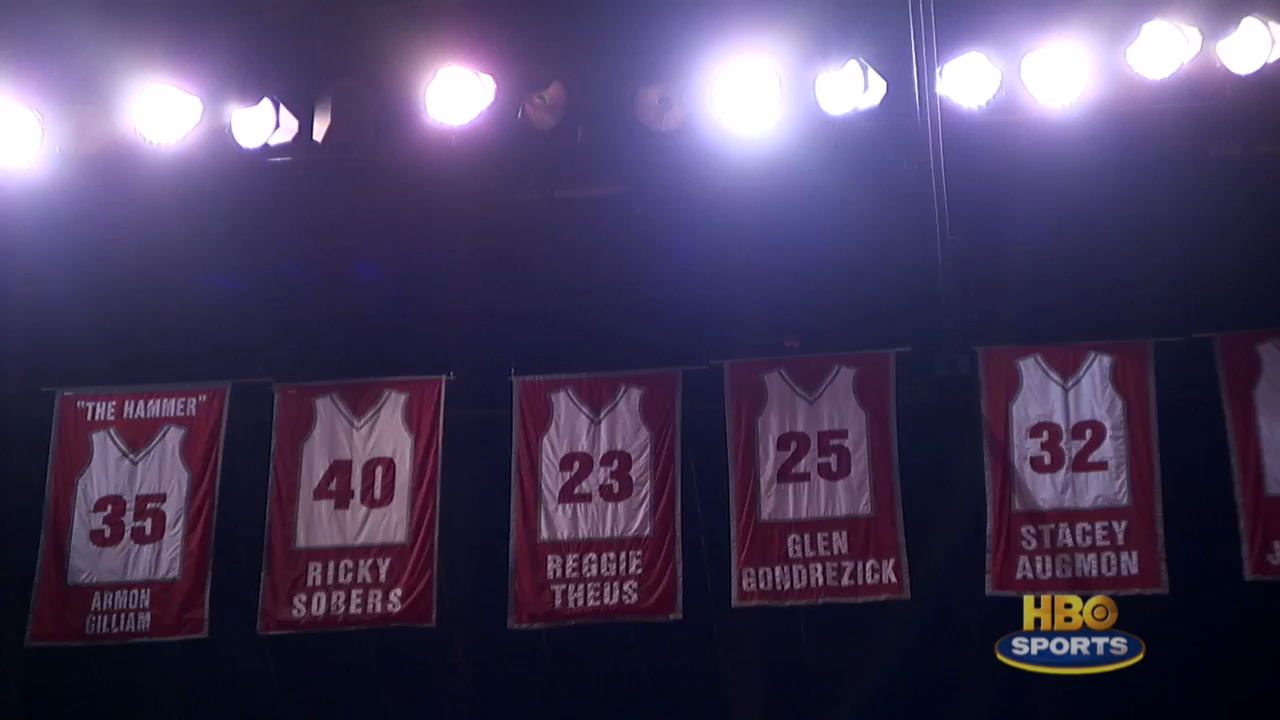 "THE HAMMER"
35
ARMON
GILLIAM
40
RICKY
SOBERS
23
REGGIE
THEUS
25
GLEN
GONDREZICK
32
STACEY
AUGMON
HBO
SPORTS